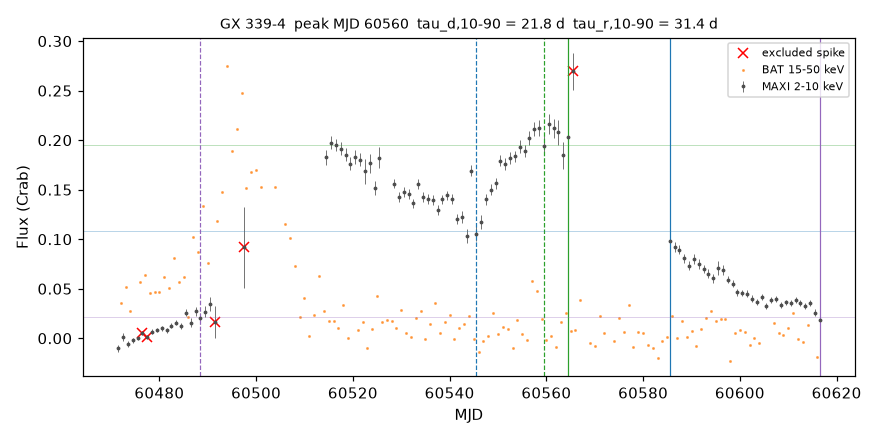 GX 339-4  peak MJD 60560  tau_d,10-90 = 21.8 d  tau_r,10-90 = 31.4 d
excluded spike
BAT 15-50 keV
MAXI 2-10 keV
Flux (Crab)
0.30
0.25
0.20
0.15
0.10
0.05
0.00
60480 60500 60520 60540 60560 60580 60600 60620
MJD